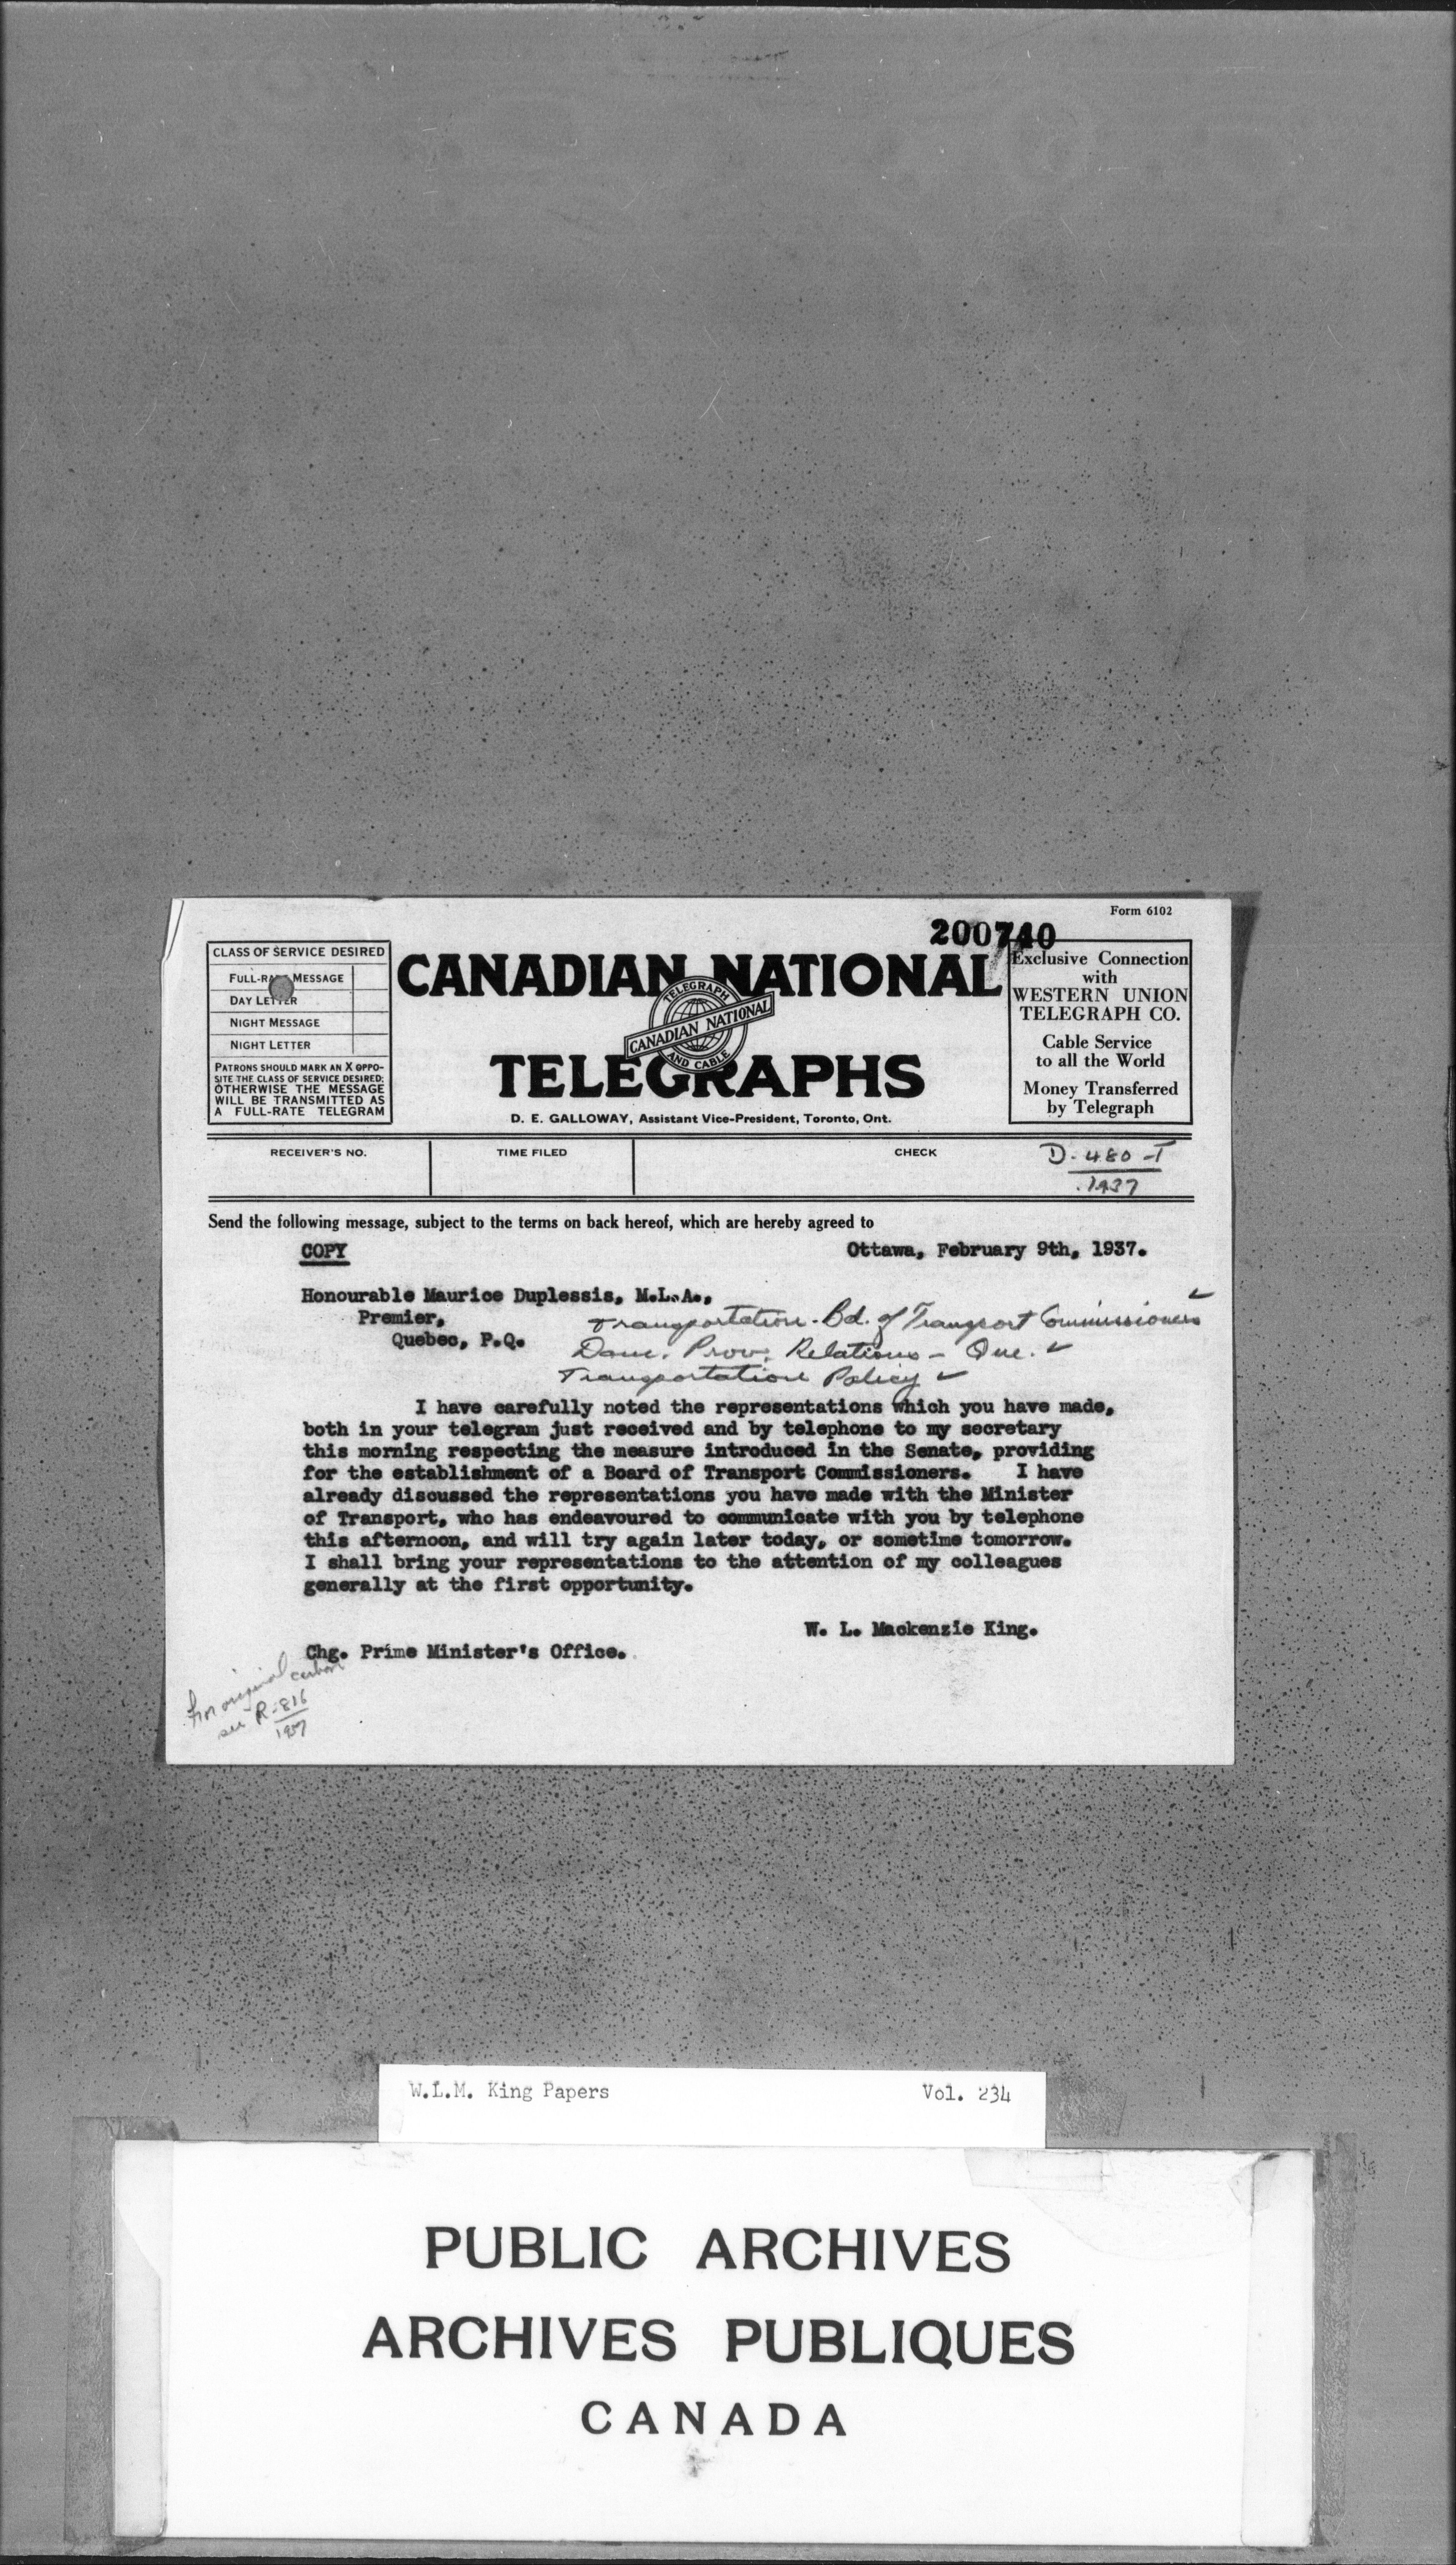 Form 6102
200740
CLASS OF SERVICE DESIRED
FULL-RATE MESSAGE
DAY LETTER
NIGHT MESSAGE
NIGHT LETTER
PATRONS SHOULD MARK AN X OPPO-
SITE THE CLASS OF SERVICE DESIRED:
OTHERWISE THE MESSAGE
WILL BE TRANSMITTED AS
A FULL-RATE TELEGRAM
CANADIAN NATIONAL
TELEGRAPH
CANADIAN NATIONAL
AND CABLE
TELEGRAPHS
D. E. GALLOWAY, Assistant Vice-President, Toronto, Ont.
Exclusive Connection
with
WESTERN UNION
TELEGRAPH CO.
Cable Service
to all the World
Money Transferred
by Telegraph
RECEIVER'S NO. TIME FILED CHECK D-480-T
1937
Send the following message, subject to the terms on back hereof, which are hereby agreed to
COPY Ottawa, February 9th, 1937.
Honourable Maurice Duplessis, M.L.A.,
Premier,
Quebec, P.Q.
Transportation-Bd. of Transport Commissioners ✓
Dom. Prov. Relations - Que. ✓
Transportation Policy ✓
I have carefully noted the representations which you have made,
both in your telegram just received and by telephone to my secretary
this morning respecting the measure introduced in the Senate, providing
for the establishment of a Board of Transport Commissioners. I have
already discussed the representations you have made with the Minister
of Transport, who has endeavoured to communicate with you by telephone
this afternoon, and will try again later today, or sometime tomorrow.
I shall bring your representations to the attention of my colleagues
generally at the first opportunity.
W. L. Mackenzie King.
Chg. Prime Minister's Office.
For original carbon
see R-816
1937
W.L.M. King Papers Vol. 234
PUBLIC ARCHIVES
ARCHIVES PUBLIQUES
CANADA